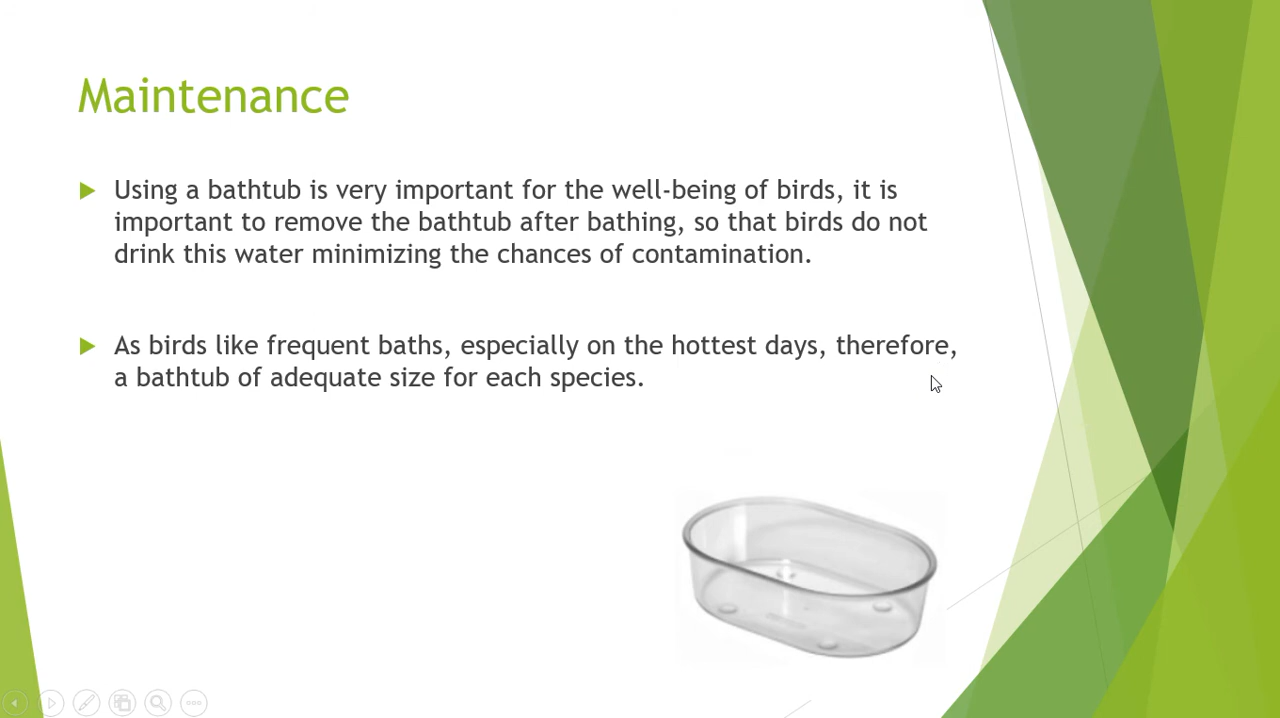 Maintenance
Using a bathtub is very important for the well-being of birds, it is
important to remove the bathtub after bathing, so that birds do not
drink this water minimizing the chances of contamination.
As birds like frequent baths, especially on the hottest days, therefore,
a bathtub of adequate size for each species.